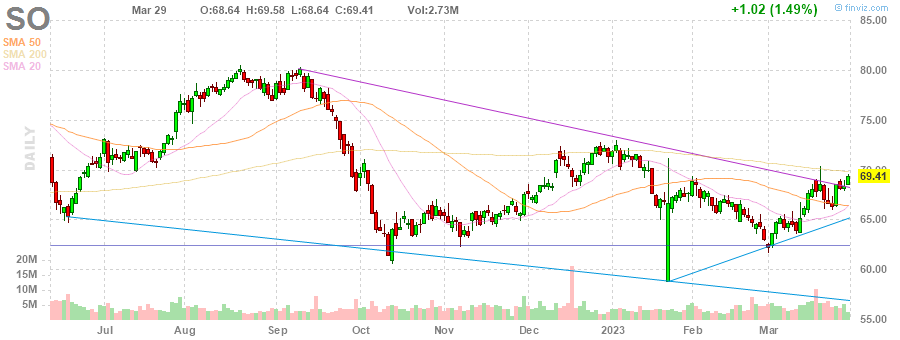 SO Mar 29 O:68.64 H:69.58 L:68.64 C:69.41 Vol:2.73M +1.02 (1.49%) © finviz.com
SMA 50
SMA 200
SMA 20
DAILY
85.00
80.00
75.00
70.00
69.41
65.00
60.00
55.00
20M
15M
10M
5M
Jul Aug Sep Oct Nov Dec 2023 Feb Mar